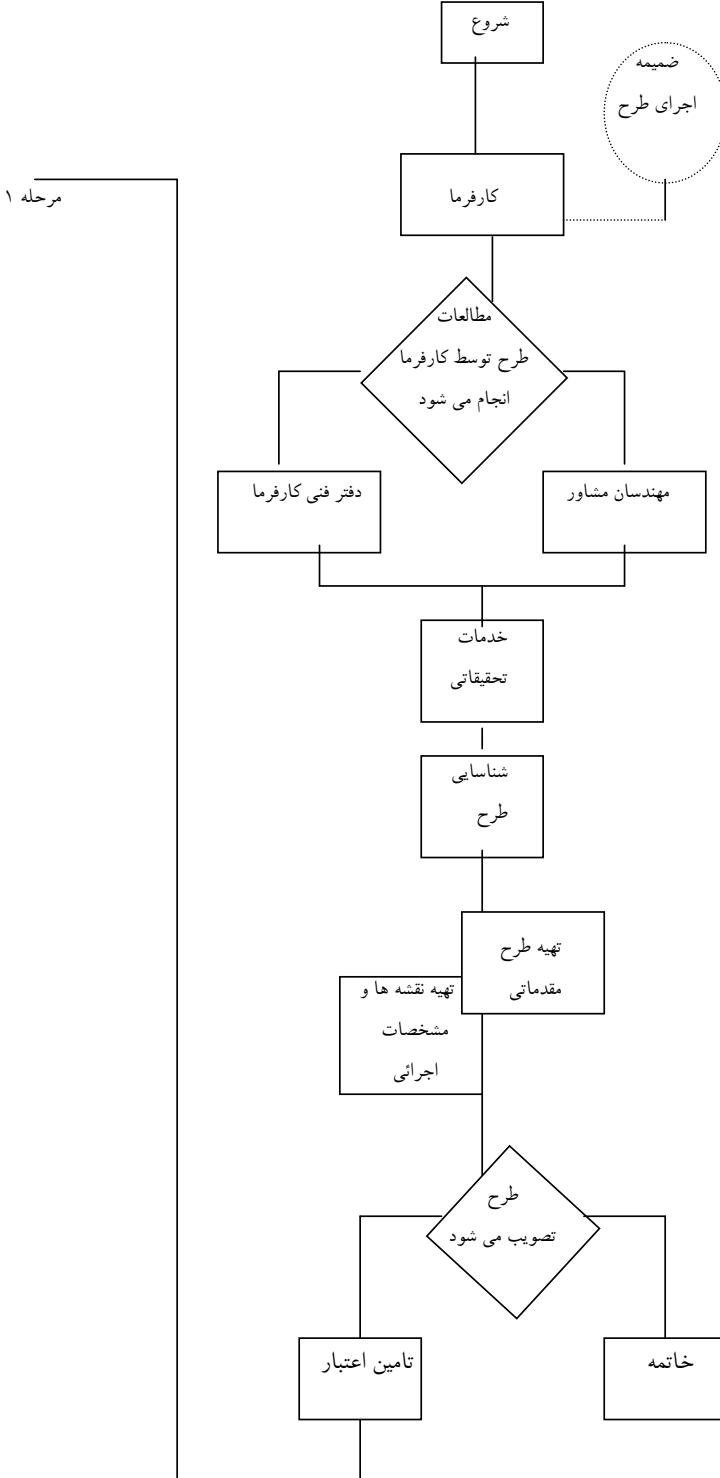 شروع
ضمیمه
اجرای طرح
کارفرما
مرحله ۱
مطالعات
طرح توسط کارفرما
انجام می شود
مهندسان مشاور
دفتر فنی کارفرما
خدمات
تحقیقاتی
شناسایی
طرح
تهیه طرح
مقدماتی
تهیه نقشه ها و
مشخصات
اجرائی
طرح
تصویب می شود
خاتمه
تامین اعتبار